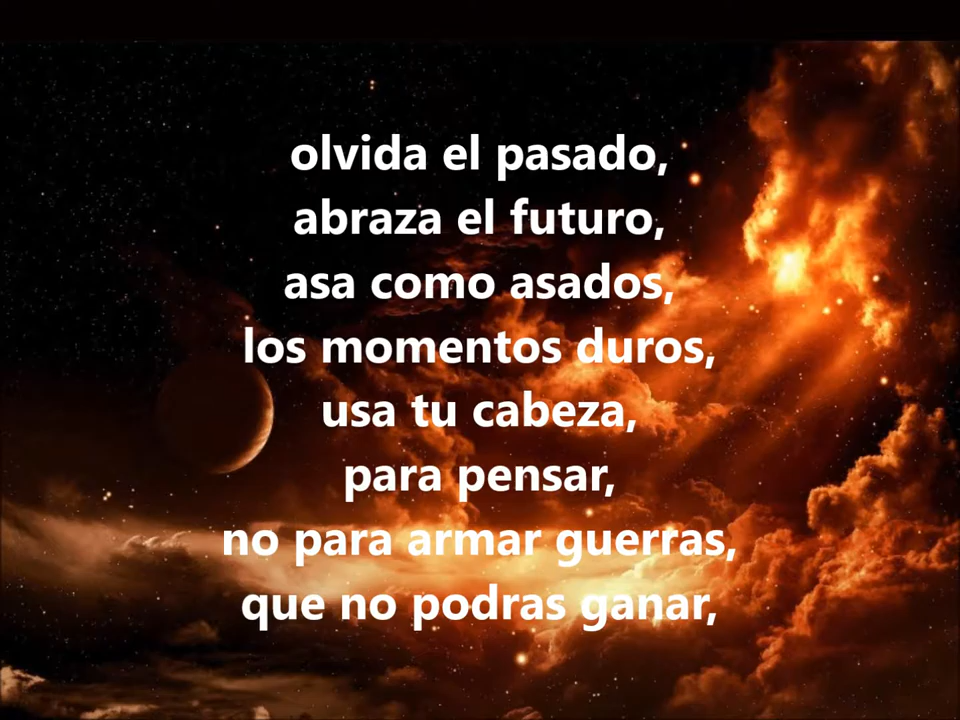 olvida el pasado,
abraza el futuro,
asa como asados,
los momentos duros,
usa tu cabeza,
para pensar,
no para armar guerras,
que no podras ganar,